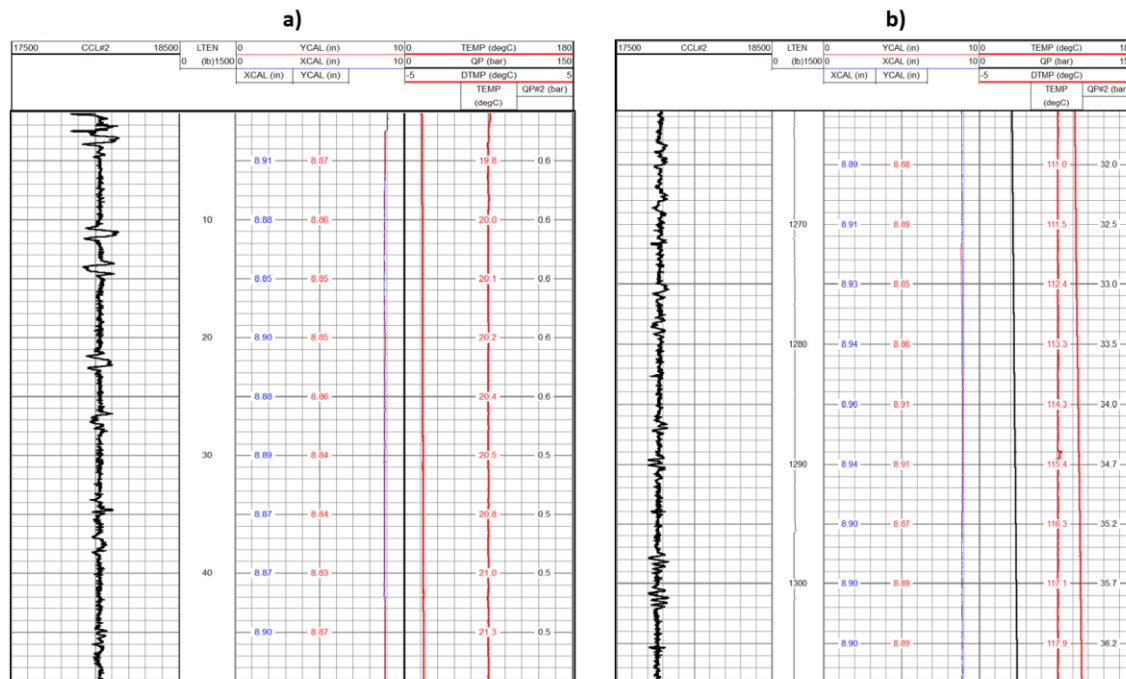 a)
17500 CCL#2 18500 LTEN 0 YCAL (in) 10 0 TEMP (degC) 180
0 (lb)1500 0 XCAL (in) 10 0 QP (bar) 150
XCAL (in) YCAL (in) -5 DTMP (degC) 5
TEMP QP#2 (bar)
(degC)
8.91 8.87 19.8 0.6
10 8.88 8.86 20.0 0.6
8.85 8.85 20.1 0.6
20 8.90 8.85 20.2 0.6
8.88 8.86 20.4 0.6
30 8.89 8.84 20.5 0.5
8.87 8.84 20.8 0.5
40 8.87 8.83 21.0 0.5
8.90 8.87 21.3 0.5
b)
17500 CCL#2 18500 LTEN 0 YCAL (in) 10 0 TEMP (degC) 18
0 (lb)1500 0 XCAL (in) 10 0 QP (bar) 15
XCAL (in) YCAL (in) -5 DTMP (degC)
TEMP QP#2 (bar)
(degC)
8.89 8.88 111.0 32.0
1270 8.91 8.89 111.5 32.5
8.93 8.85 112.4 33.0
1280 8.94 8.86 113.3 33.5
8.96 8.91 114.3 34.0
1290 8.94 8.91 115.4 34.7
8.90 8.87 116.3 35.2
1300 8.90 8.89 117.1 35.7
8.90 8.89 117.9 36.2